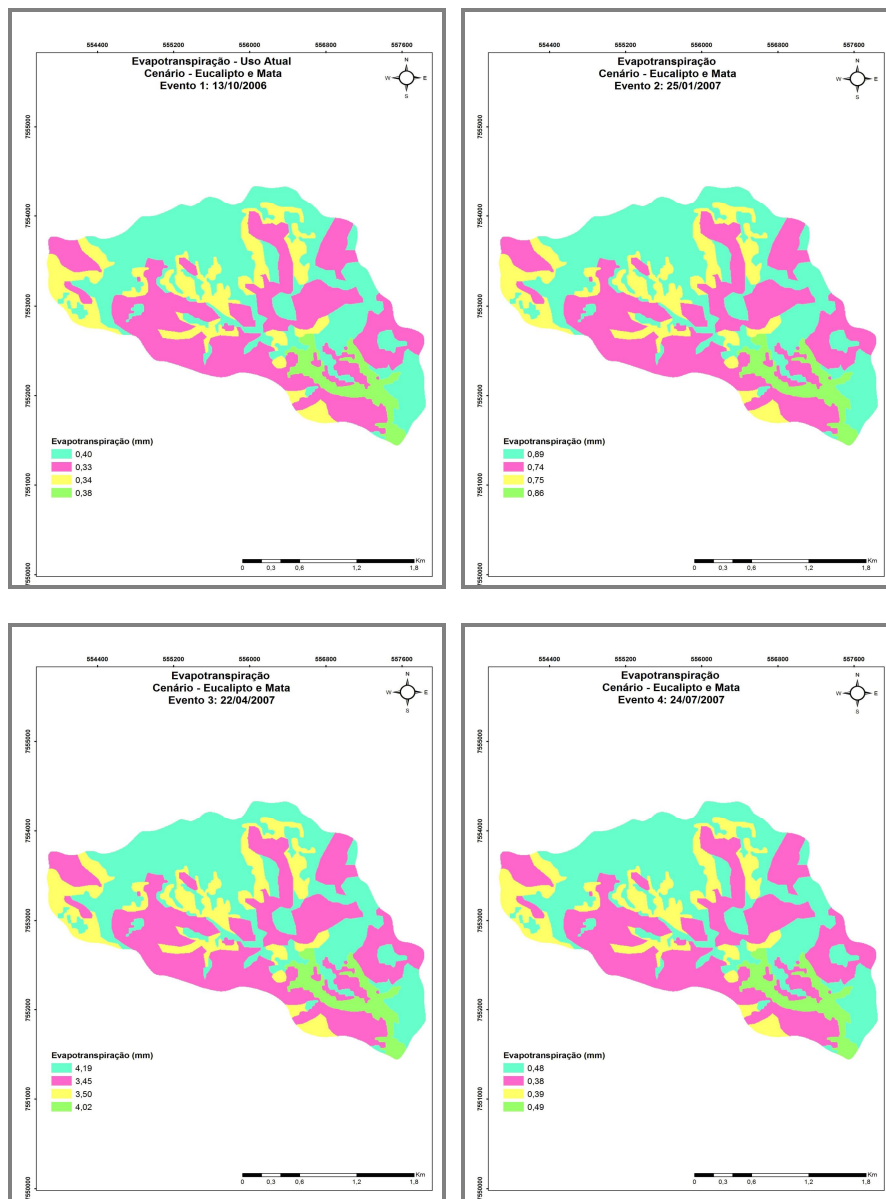 554400 555200 556000 556800 557600
Evapotranspiração - Uso Atual
Cenário - Eucalipto e Mata
Evento 1: 13/10/2006
N
W E
S
7555000
7554000
7553000
7552000
7551000
7550000
Evapotranspiração (mm)
0,40
0,33
0,34
0,38
Km
0 0,3 0,6 1,2 1,8
554400 555200 556000 556800 557600
Evapotranspiração
Cenário - Eucalipto e Mata
Evento 2: 25/01/2007
N
W E
S
7555000
7554000
7553000
7552000
7551000
7550000
Evapotranspiração (mm)
0,89
0,74
0,75
0,86
Km
0 0,3 0,6 1,2 1,8
554400 555200 556000 556800 557600
Evapotranspiração
Cenário - Eucalipto e Mata
Evento 3: 22/04/2007
N
W E
S
7555000
7554000
7553000
7552000
7551000
7550000
Evapotranspiração (mm)
4,19
3,45
3,50
4,02
Km
0 0,3 0,6 1,2 1,8
554400 555200 556000 556800 557600
Evapotranspiração
Cenário - Eucalipto e Mata
Evento 4: 24/07/2007
N
W E
S
7555000
7554000
7553000
7552000
7551000
7550000
Evapotranspiração (mm)
0,48
0,38
0,39
0,49
Km
0 0,3 0,6 1,2 1,8